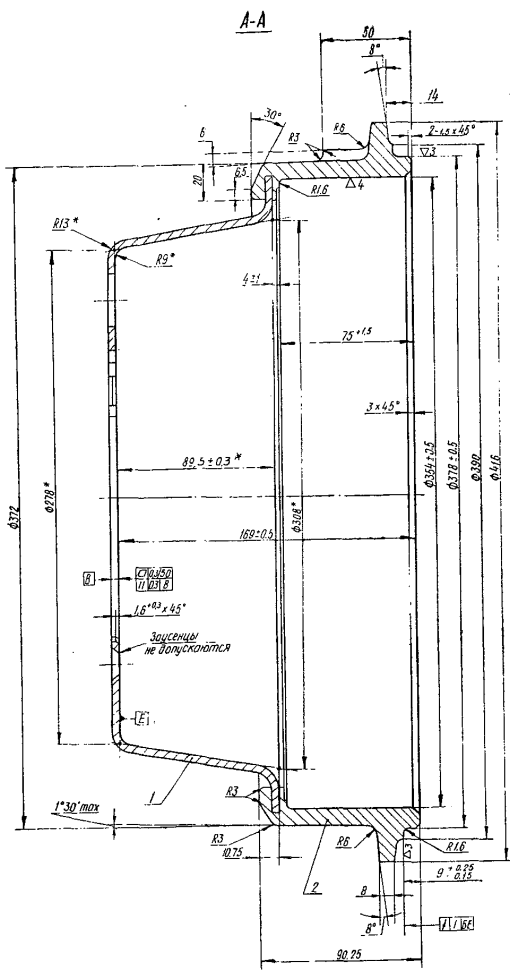 А-А
80
8°
14
30°
R3
R6
2-1,6×45°
6
20
6,5
▽3
△4
R1,6
R13*
R9*
4±1
75+1,5
3×45°
89,5±0,3*
169±0,5
ф372
ф278*
ф308*
ф364±0,5
ф378±0,5
ф390
ф416
В
1,6+0,3×45°
Заусенцы
не допускаются
Е
1
1°30' max
R3
R3
10,75
2
R6
△3
R1,6
9
0,25
0,15
8
8°
90,25